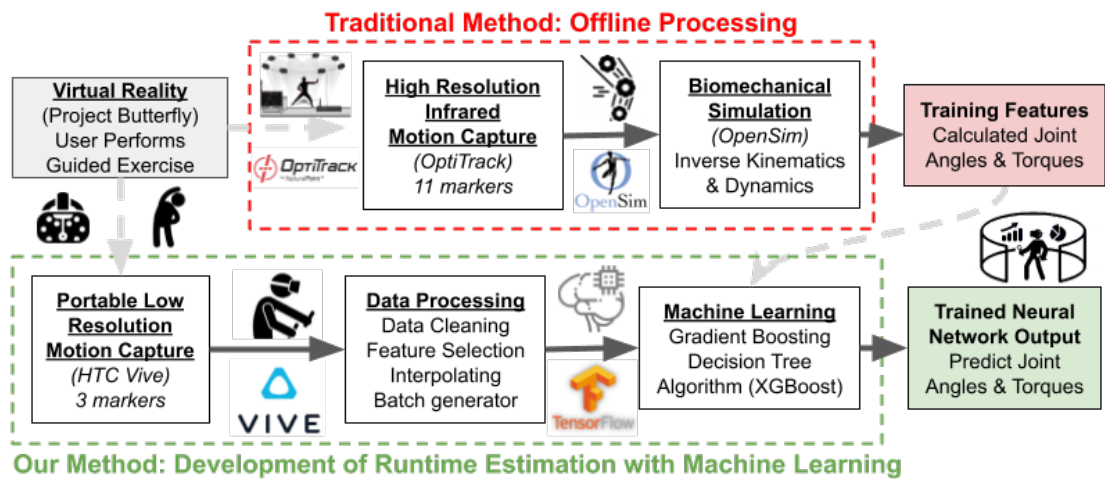 Traditional Method: Offline Processing
Virtual Reality
(Project Butterfly)
User Performs
Guided Exercise
OptiTrack
High Resolution
Infrared
Motion Capture
(OptiTrack)
11 markers
OpenSim
Biomechanical
Simulation
(OpenSim)
Inverse Kinematics
& Dynamics
Training Features
Calculated Joint
Angles & Torques
Portable Low
Resolution
Motion Capture
(HTC Vive)
3 markers
VIVE
Data Processing
Data Cleaning
Feature Selection
Interpolating
Batch generator
TensorFlow
Machine Learning
Gradient Boosting
Decision Tree
Algorithm (XGBoost)
Trained Neural
Network Output
Predict Joint
Angles & Torques
Our Method: Development of Runtime Estimation with Machine Learning